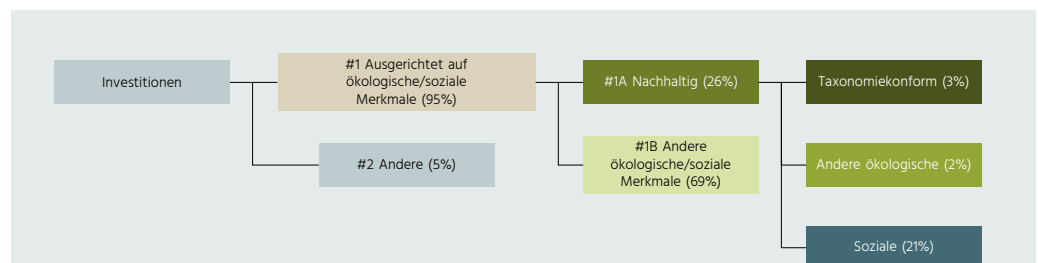 Investitionen
#1 Ausgerichtet auf
ökologische/soziale
Merkmale (95%)
#2 Andere (5%)
#1A Nachhaltig (26%)
#1B Andere
ökologische/soziale
Merkmale (69%)
Taxonomiekonform (3%)
Andere ökologische (2%)
Soziale (21%)